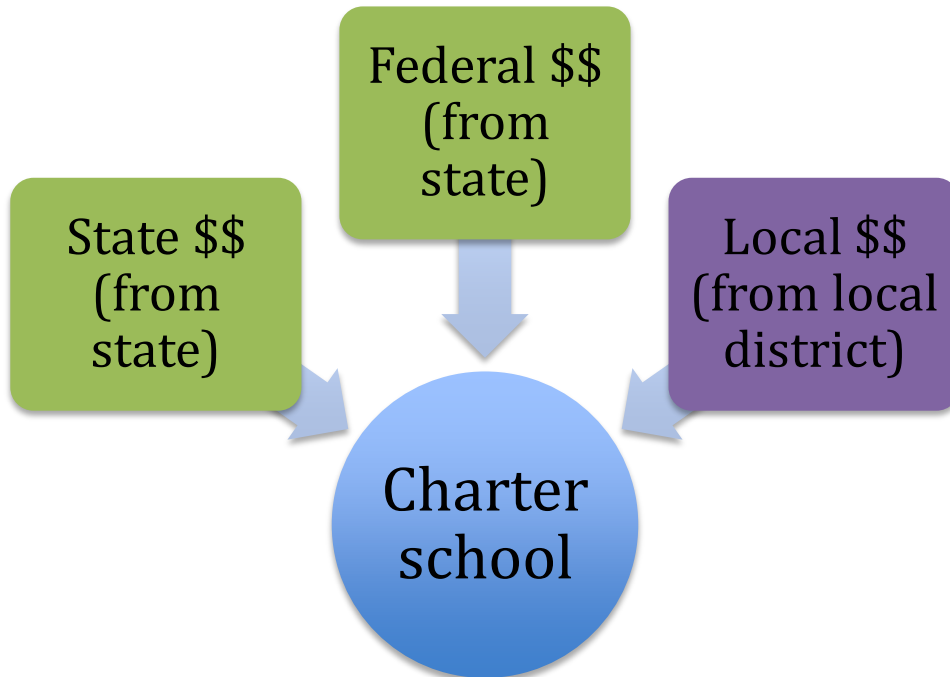 Federal $$
(from
state)
State $$
(from
state)
Local $$
(from local
district)
Charter
school